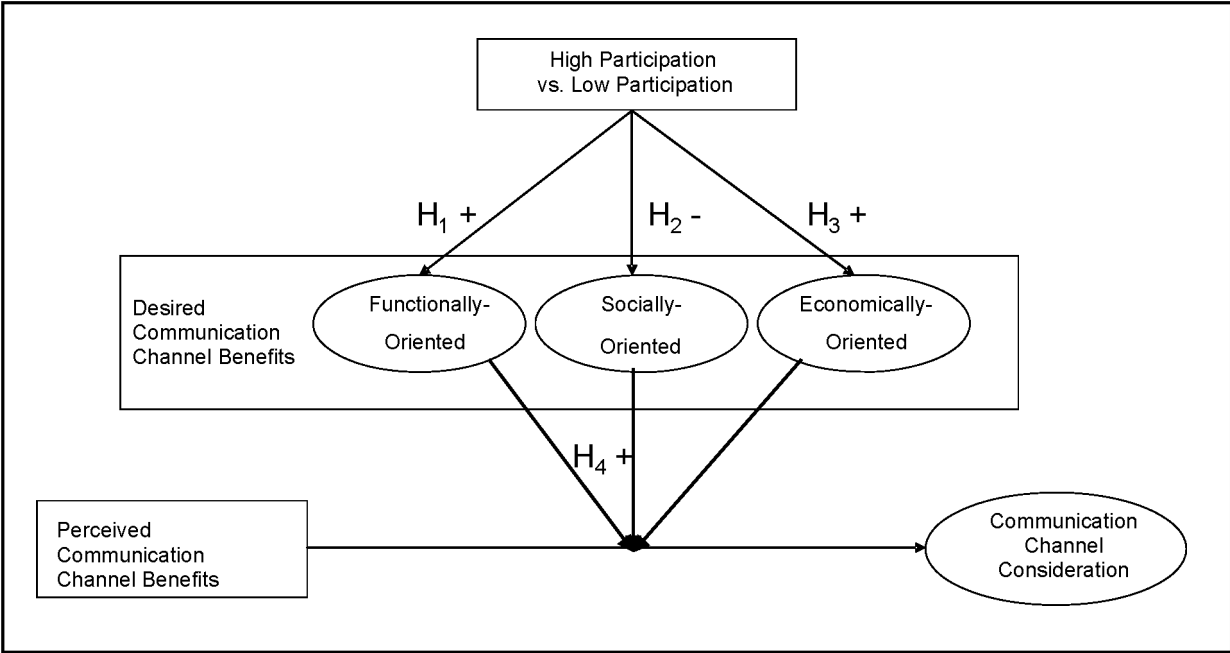 High Participation
vs. Low Participation
H1 +
H2 -
H3 +
Desired
Communication
Channel Benefits
Functionally-
Oriented
Socially-
Oriented
Economically-
Oriented
H4 +
Perceived
Communication
Channel Benefits
Communication
Channel
Consideration